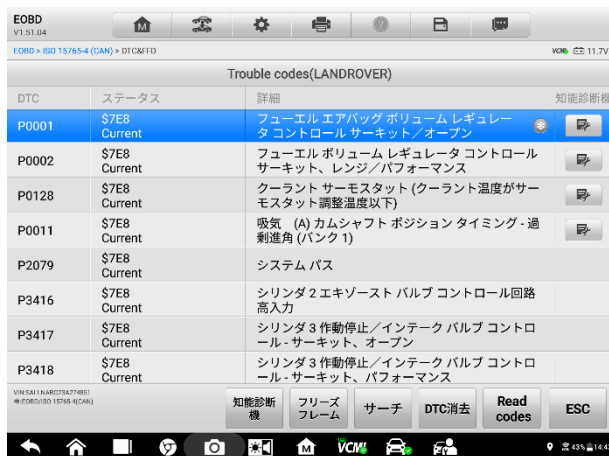 EOBD
V1.51.04
EOBD > ISO 15765-4 (CAN) > DTC&FFD
VCMI 11.7V
Trouble codes(LANDROVER)
DTC ステータス 詳細 知能診断機
P0001 $7E8 Current フューエル エアバッグ ボリューム レギュレー
タ コントロール サーキット／オープン
P0002 $7E8 Current フューエル ボリューム レギュレータ コントロール
サーキット、レンジ／パフォーマンス
P0128 $7E8 Current クーラント サーモスタット (クーラント温度がサー
モスタット調整温度以下)
P0011 $7E8 Current 吸気 (A) カムシャフト ポジション タイミング - 過
剰進角 (バンク 1)
P2079 $7E8 Current システム パス
P3416 $7E8 Current シリンダ 2 エキゾースト バルブ コントロール回路
高入力
P3417 $7E8 Current シリンダ 3 作動停止／インテーク バルブ コントロ
ール - サーキット、オープン
P3418 $7E8 Current シリンダ 3 作動停止／インテーク バルブ コントロ
ール - サーキット、パフォーマンス
EOBD/ISO 15765-4(CAN)
知能診断
機
フリーズ
フレーム
サーチ
DTC消去
Read
codes
ESC
VCMI
43% 14:4